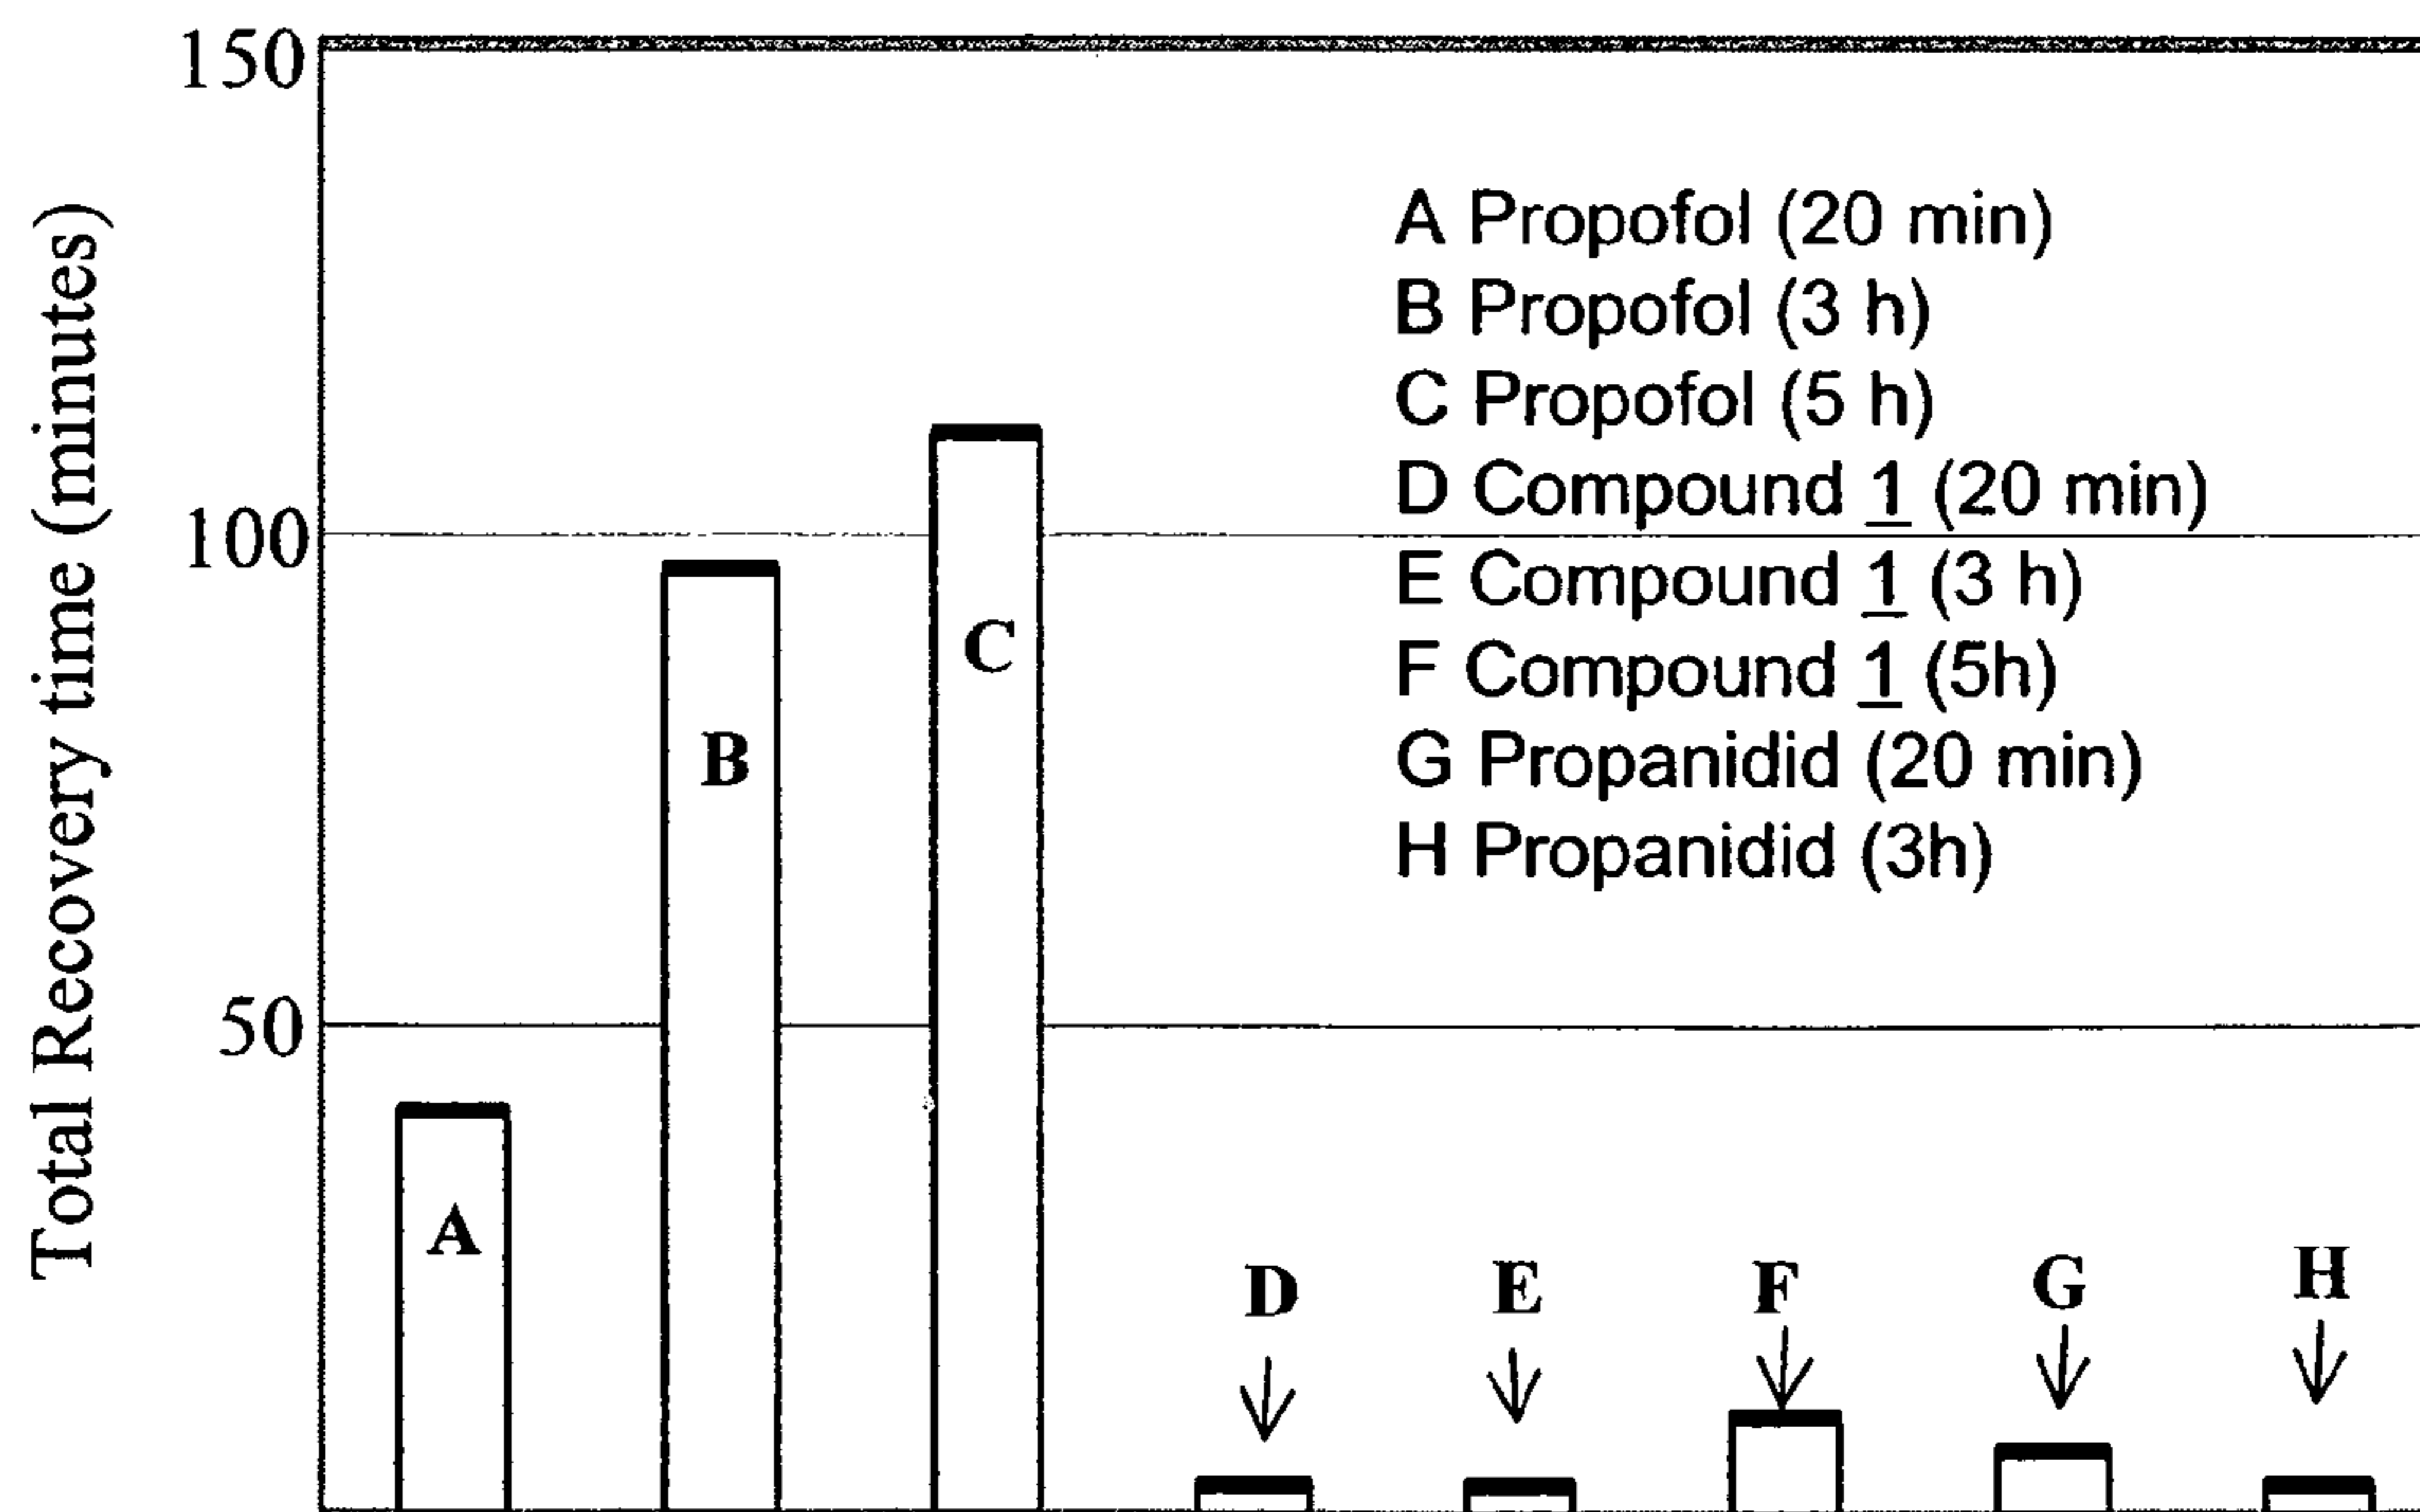 Total Recovery time (minutes)
150
100
50
A Propofol (20 min)
B Propofol (3 h)
C Propofol (5 h)
D Compound 1 (20 min)
E Compound 1 (3 h)
F Compound 1 (5h)
G Propanidid (20 min)
H Propanidid (3h)
A
B
C
D
E
F
G
H